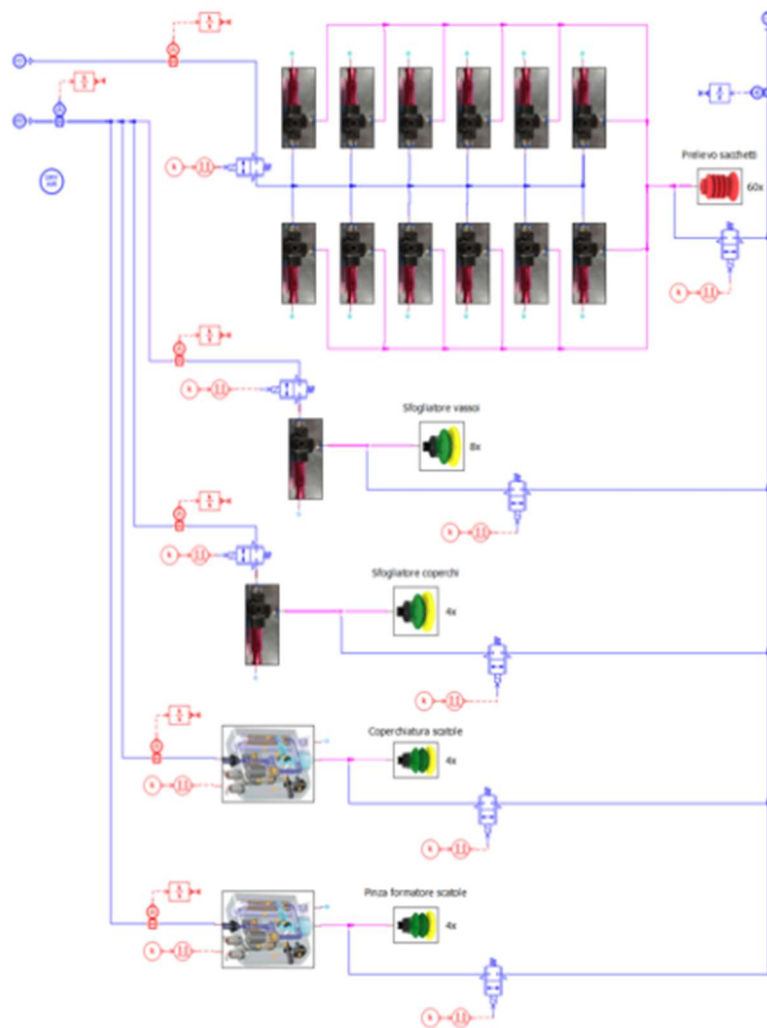 Prelievo sacchetti
60x
Sfogliatore vassoi
8x
Sfogliatore coperchi
4x
Coperchiatura scatole
4x
Pinza formatore scatole
4x
k
k
k
k
k
k
k
k
k
k